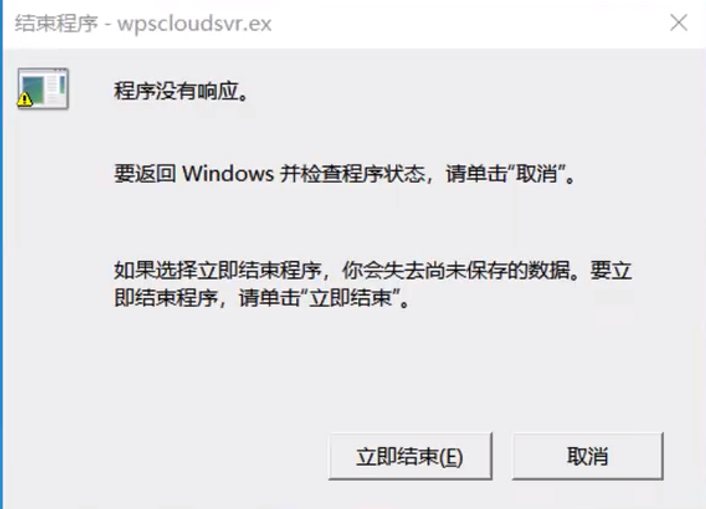 结束程序 - wpscloudsvr.ex
程序没有响应。
要返回 Windows 并检查程序状态，请单击“取消”。
如果选择立即结束程序，你会失去尚未保存的数据。要立
即结束程序，请单击“立即结束”。
立即结束(E)
取消